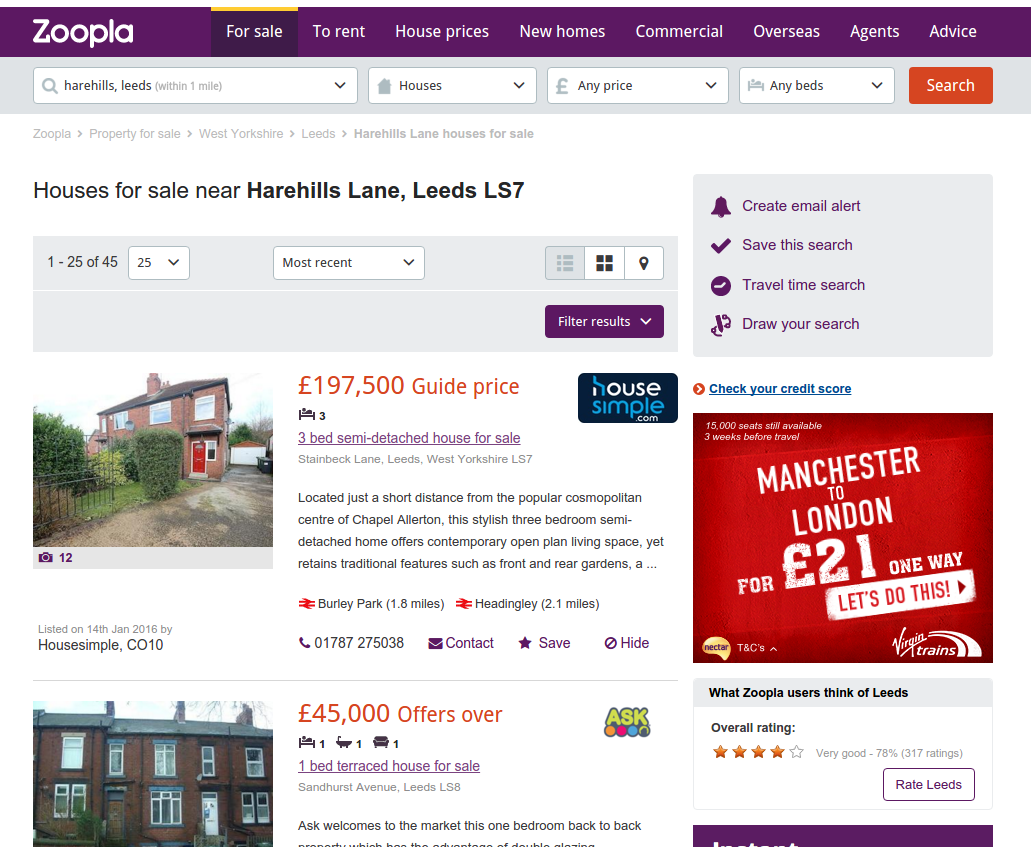 Zoopla
For sale To rent House prices New homes Commercial Overseas Agents Advice
harehills, leeds (within 1 mile) Houses £ Any price Any beds Search
Zoopla > Property for sale > West Yorkshire > Leeds > Harehills Lane houses for sale
Houses for sale near Harehills Lane, Leeds LS7
1 - 25 of 45 25 Most recent
Filter results
Create email alert
Save this search
Travel time search
Draw your search
£197,500 Guide price
3
3 bed semi-detached house for sale
Stainbeck Lane, Leeds, West Yorkshire LS7
Located just a short distance from the popular cosmopolitan
centre of Chapel Allerton, this stylish three bedroom semi-
detached home offers contemporary open plan living space, yet
retains traditional features such as front and rear gardens, a ...
Burley Park (1.8 miles) Headingley (2.1 miles)
12
Listed on 14th Jan 2016 by
Housesimple, CO10
01787 275038 Contact Save Hide
house
simple
.com
£45,000 Offers over
1 1 1
1 bed terraced house for sale
Sandhurst Avenue, Leeds LS8
Ask welcomes to the market this one bedroom back to back
property which has the advantage of double glazing
ASK
Check your credit score
15,000 seats still available
3 weeks before travel
MANCHESTER
TO
LONDON
FOR £21 ONE WAY
LET'S DO THIS!
nectar T&C's
Virgin
trains
What Zoopla users think of Leeds
Overall rating:
Very good - 78% (317 ratings)
Rate Leeds
Instant